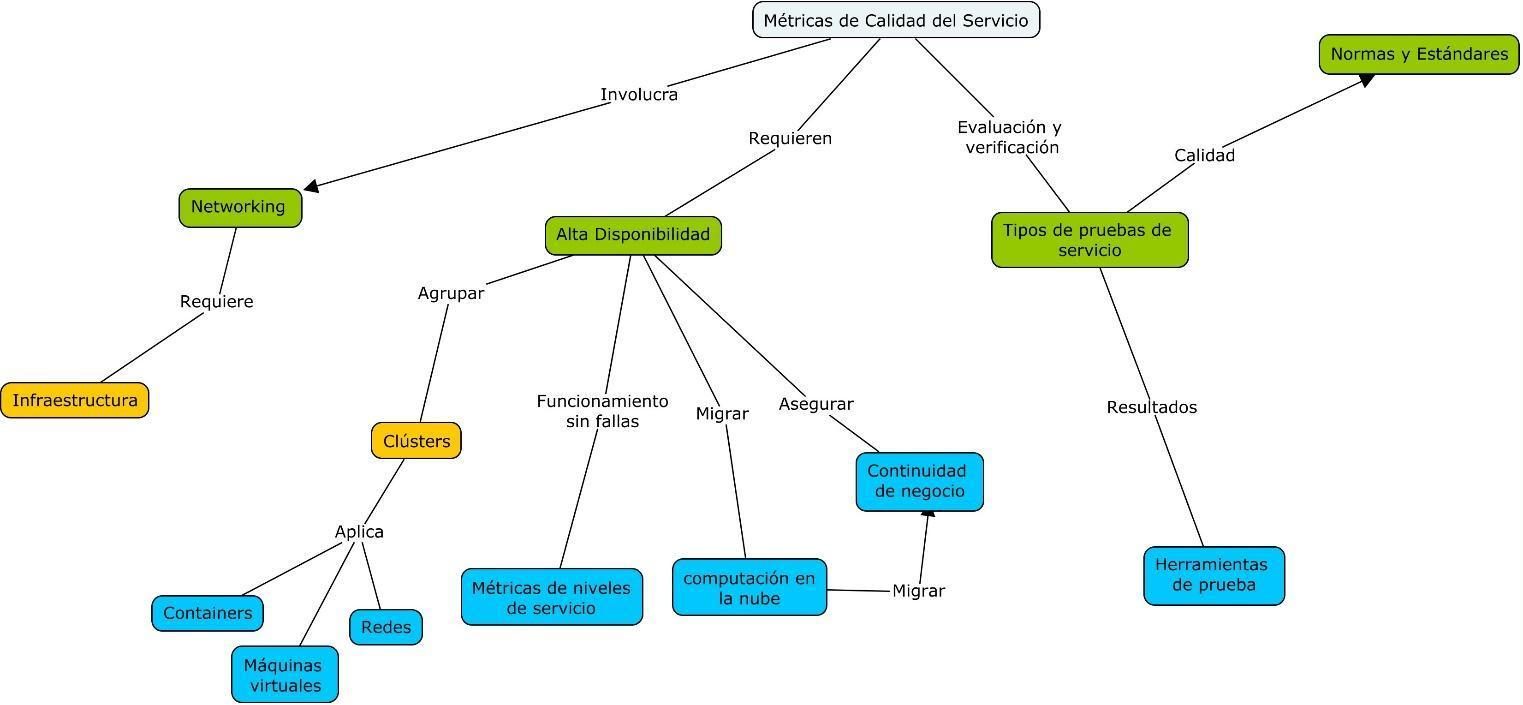 Métricas de Calidad del Servicio
Normas y Estándares
Involucra
Requieren
Evaluación y
verificación
Calidad
Networking
Alta Disponibilidad
Tipos de pruebas de
servicio
Requiere
Agrupar
Infraestructura
Funcionamiento
sin fallas
Migrar
Asegurar
Resultados
Clústers
Continuidad
de negocio
Aplica
Métricas de niveles
de servicio
computación en
la nube
Migrar
Herramientas
de prueba
Containers
Redes
Máquinas
virtuales